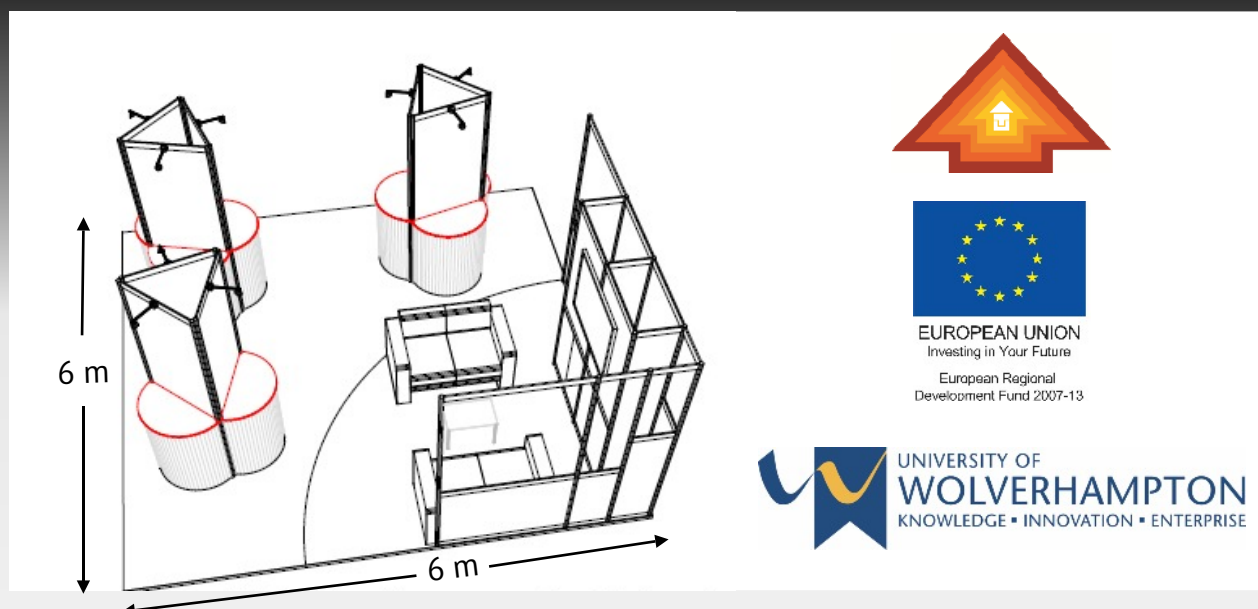 6 m
6 m
EUROPEAN UNION
Investing in Your Future
European Regional
Development Fund 2007-13
UNIVERSITY OF
WOLVERHAMPTON
KNOWLEDGE ▪ INNOVATION ▪ ENTERPRISE